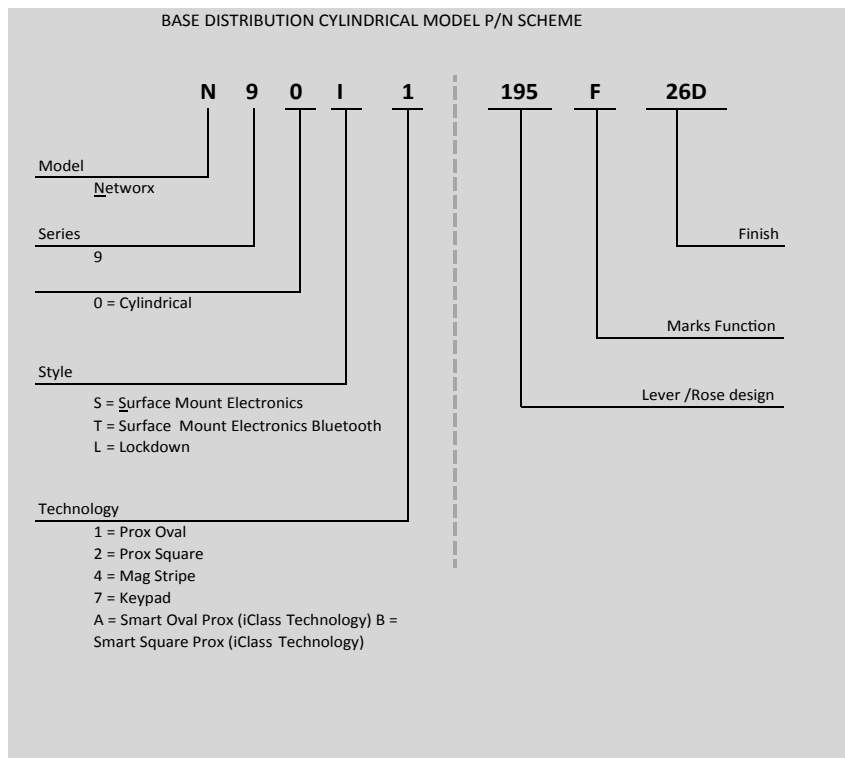 BASE DISTRIBUTION CYLINDRICAL MODEL P/N SCHEME
N 9 0 I 1 195 F 26D
Model
Networx
Series
Finish
9
0 = Cylindrical
Marks Function
Style
Lever /Rose design
S = Surface Mount Electronics
T = Surface Mount Electronics Bluetooth
L = Lockdown
Technology
1 = Prox Oval
2 = Prox Square
4 = Mag Stripe
7 = Keypad
A = Smart Oval Prox (iClass Technology) B =
Smart Square Prox (iClass Technology)